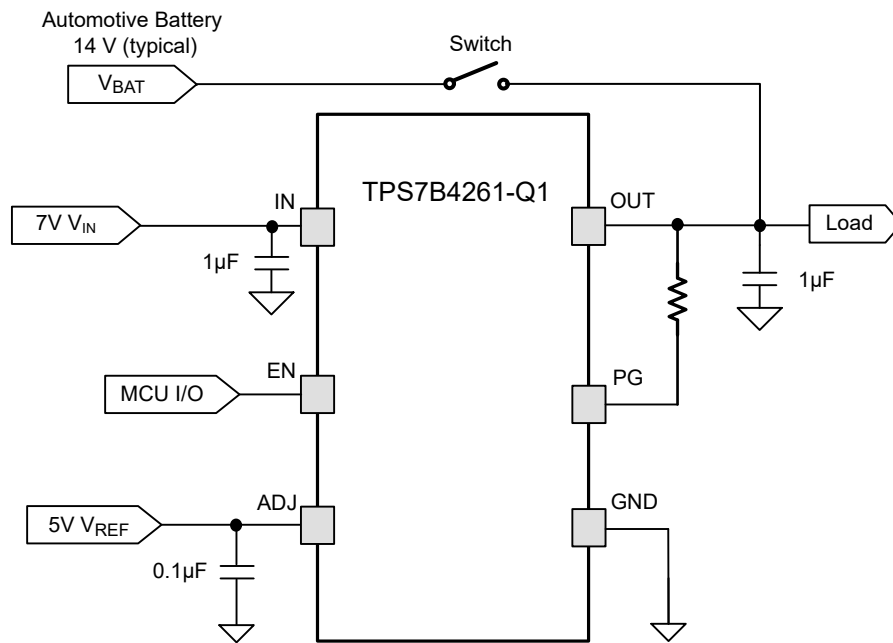 Automotive Battery
14 V (typical)
Switch
VBAT
TPS7B4261-Q1
IN
OUT
7V VIN
Load
1µF
1µF
EN
PG
MCU I/O
ADJ
GND
5V VREF
0.1µF